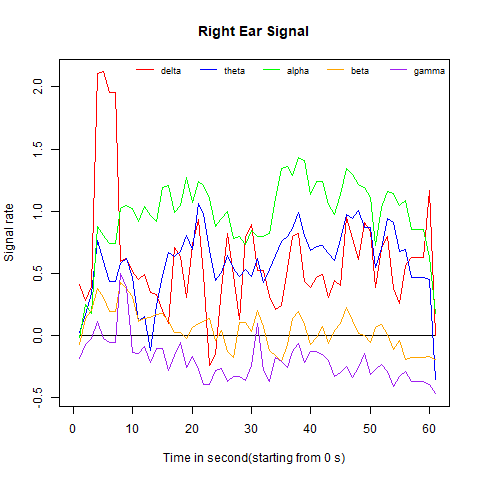 Right Ear Signal
delta theta alpha beta gamma
Signal rate
2.0
1.5
1.0
0.5
0.0
-0.5
0 10 20 30 40 50 60
Time in second(starting from 0 s)